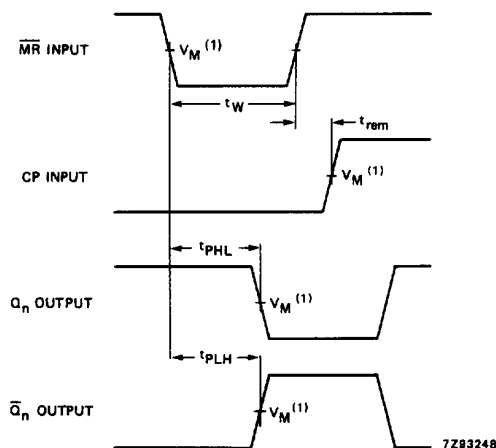 M̅R̅ INPUT
V_M (1)
t_W
t_rem
CP INPUT
V_M (1)
t_PHL
Q_n OUTPUT
V_M (1)
t_PLH
Q̅_n OUTPUT
V_M (1)
7Z93248